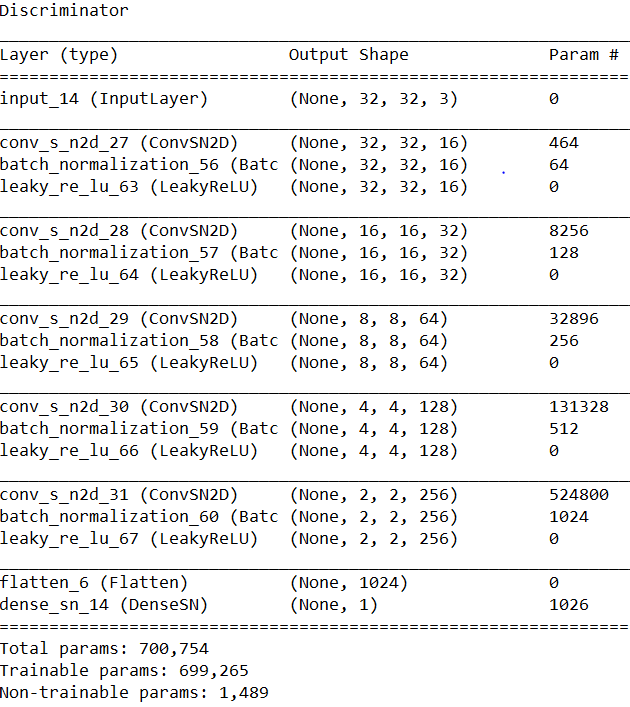 Discriminator
Layer (type) Output Shape Param #
input_14 (InputLayer) (None, 32, 32, 3) 0
conv_s_n2d_27 (ConvSN2D) (None, 32, 32, 16) 464
batch_normalization_56 (Batc (None, 32, 32, 16) 64
leaky_re_lu_63 (LeakyReLU) (None, 32, 32, 16) 0
conv_s_n2d_28 (ConvSN2D) (None, 16, 16, 32) 8256
batch_normalization_57 (Batc (None, 16, 16, 32) 128
leaky_re_lu_64 (LeakyReLU) (None, 16, 16, 32) 0
conv_s_n2d_29 (ConvSN2D) (None, 8, 8, 64) 32896
batch_normalization_58 (Batc (None, 8, 8, 64) 256
leaky_re_lu_65 (LeakyReLU) (None, 8, 8, 64) 0
conv_s_n2d_30 (ConvSN2D) (None, 4, 4, 128) 131328
batch_normalization_59 (Batc (None, 4, 4, 128) 512
leaky_re_lu_66 (LeakyReLU) (None, 4, 4, 128) 0
conv_s_n2d_31 (ConvSN2D) (None, 2, 2, 256) 524800
batch_normalization_60 (Batc (None, 2, 2, 256) 1024
leaky_re_lu_67 (LeakyReLU) (None, 2, 2, 256) 0
flatten_6 (Flatten) (None, 1024) 0
dense_sn_14 (DenseSN) (None, 1) 1026
Total params: 700,754
Trainable params: 699,265
Non-trainable params: 1,489